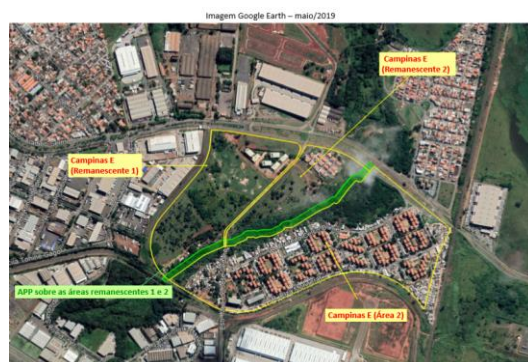 Imagem Google Earth – maio/2019
Campinas E
(Remanescente 2)
Campinas E
(Remanescente 1)
APP sobre as áreas remanescentes 1 e 2
Campinas E (Área 2)